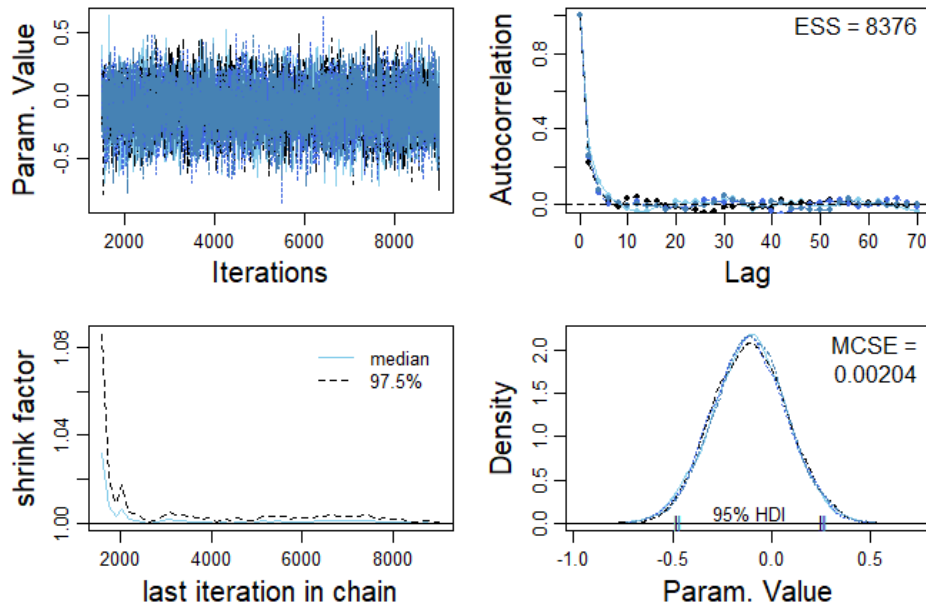 Param. Value
0.5
0.0
-0.5
2000 4000 6000 8000
Iterations
ESS = 8376
Autocorrelation
0.8
0.4
0.0
0 10 20 30 40 50 60 70
Lag
shrink factor
1.08
1.04
1.00
median
97.5%
2000 4000 6000 8000
last iteration in chain
MCSE =
0.00204
Density
2.0
1.5
1.0
0.5
0.0
95% HDI
-1.0 -0.5 0.0 0.5
Param. Value